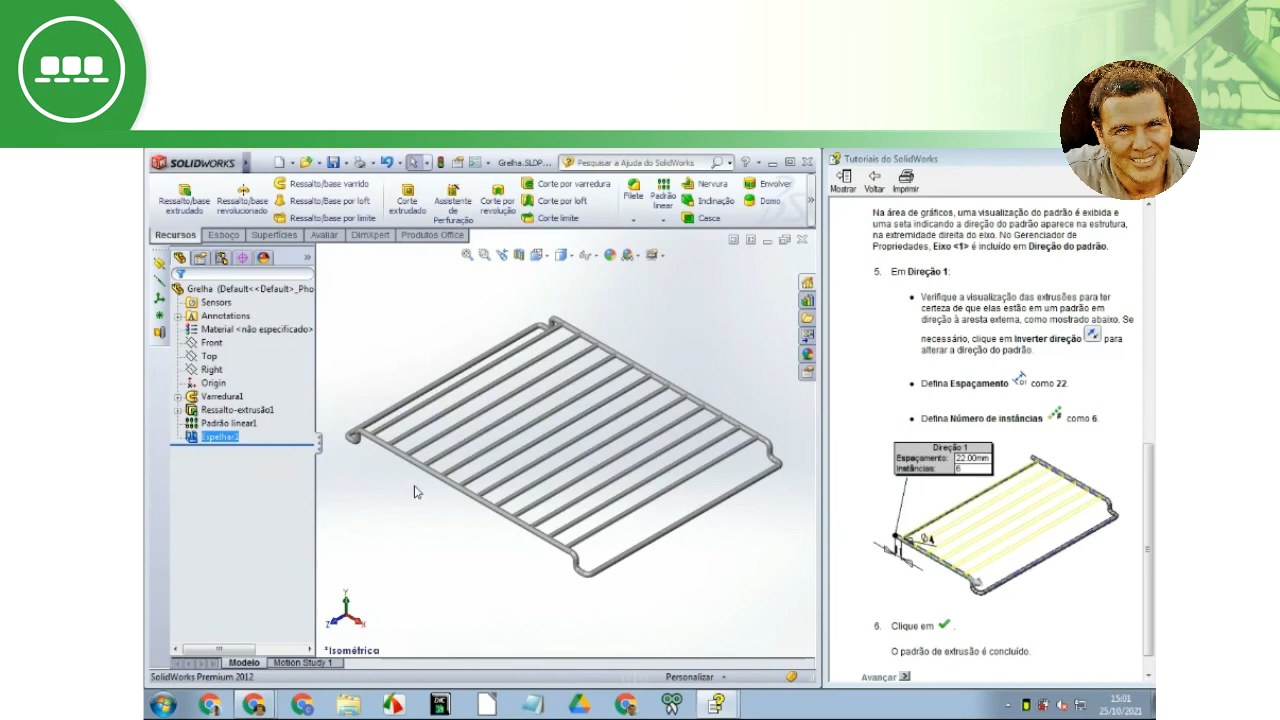 SOLIDWORKS
Grelha.SLDP...
Pesquisar a Ajuda do SolidWorks
Ressalto/base extrudado
Ressalto/base revolucionado
Ressalto/base varrido
Ressalto/base por loft
Ressalto/base por limite
Corte extrudado
Assistente de Perfuração
Corte por revolução
Corte por varredura
Corte por loft
Corte limite
Filete
Padrão linear
Nervura
Inclinação
Casca
Envolver
Domo
Recursos
Esboço
Superfícies
Avaliar
DimXpert
Produtos Office
Grelha (Default<<Default>_Pho
Sensors
Annotations
Material <não especificado>
Front
Top
Right
Origin
Varredura1
Ressalto-extrusão1
Padrão linear1
Espelhar2
Y
Z
X
*Isométrica
Modelo
Motion Study 1
SolidWorks Premium 2012
Personalizar
Tutoriais do SolidWorks
Mostrar
Voltar
Imprimir
Na área de gráficos, uma visualização do padrão é exibida e
uma seta indicando a direção do padrão aparece na estrutura,
na extremidade direita do eixo. No Gerenciador de
Propriedades, Eixo <1> é incluído em Direção do padrão.
5. Em Direção 1:
• Verifique a visualização das extrusões para ter
certeza de que elas estão em um padrão em
direção à aresta externa, como mostrado abaixo. Se
necessário, clique em Inverter direção para
alterar a direção do padrão.
• Defina Espaçamento D1 como 22.
• Defina Número de instâncias como 6.
Direção 1
Espaçamento: 22.00mm
Instâncias: 6
6. Clique em .
O padrão de extrusão é concluído.
Avançar
15:01
25/10/2021